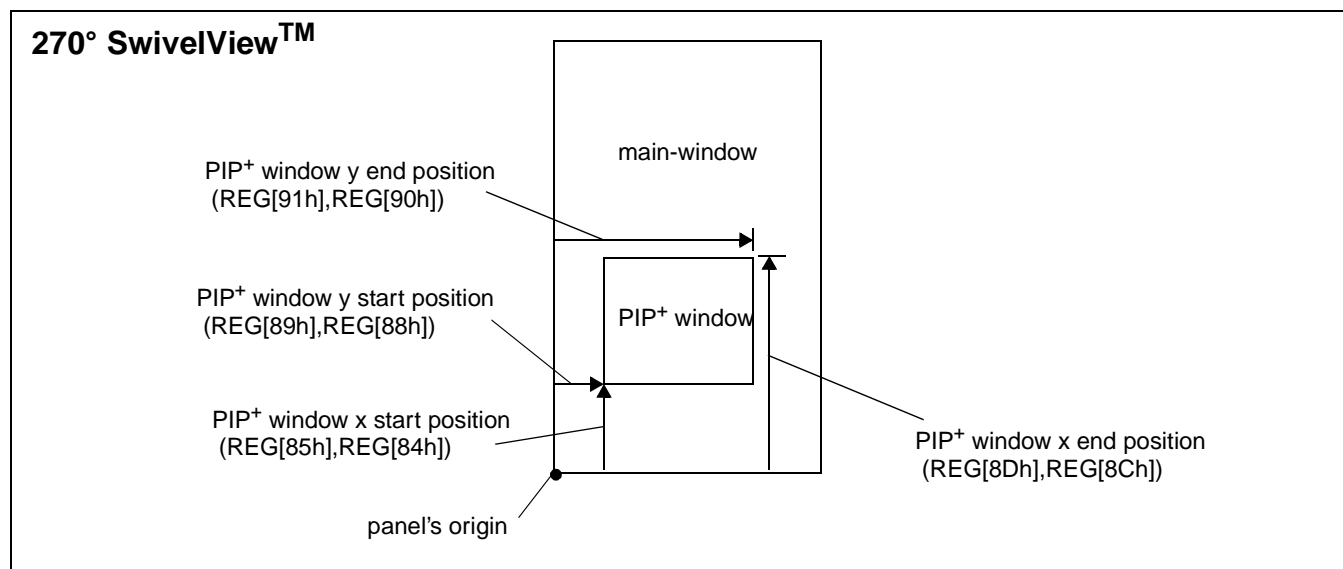 270° SwivelView™
main-window
PIP+ window y end position
(REG[91h],REG[90h])
PIP+ window y start position
(REG[89h],REG[88h])
PIP+ window
PIP+ window x start position
(REG[85h],REG[84h])
PIP+ window x end position
(REG[8Dh],REG[8Ch])
panel's origin